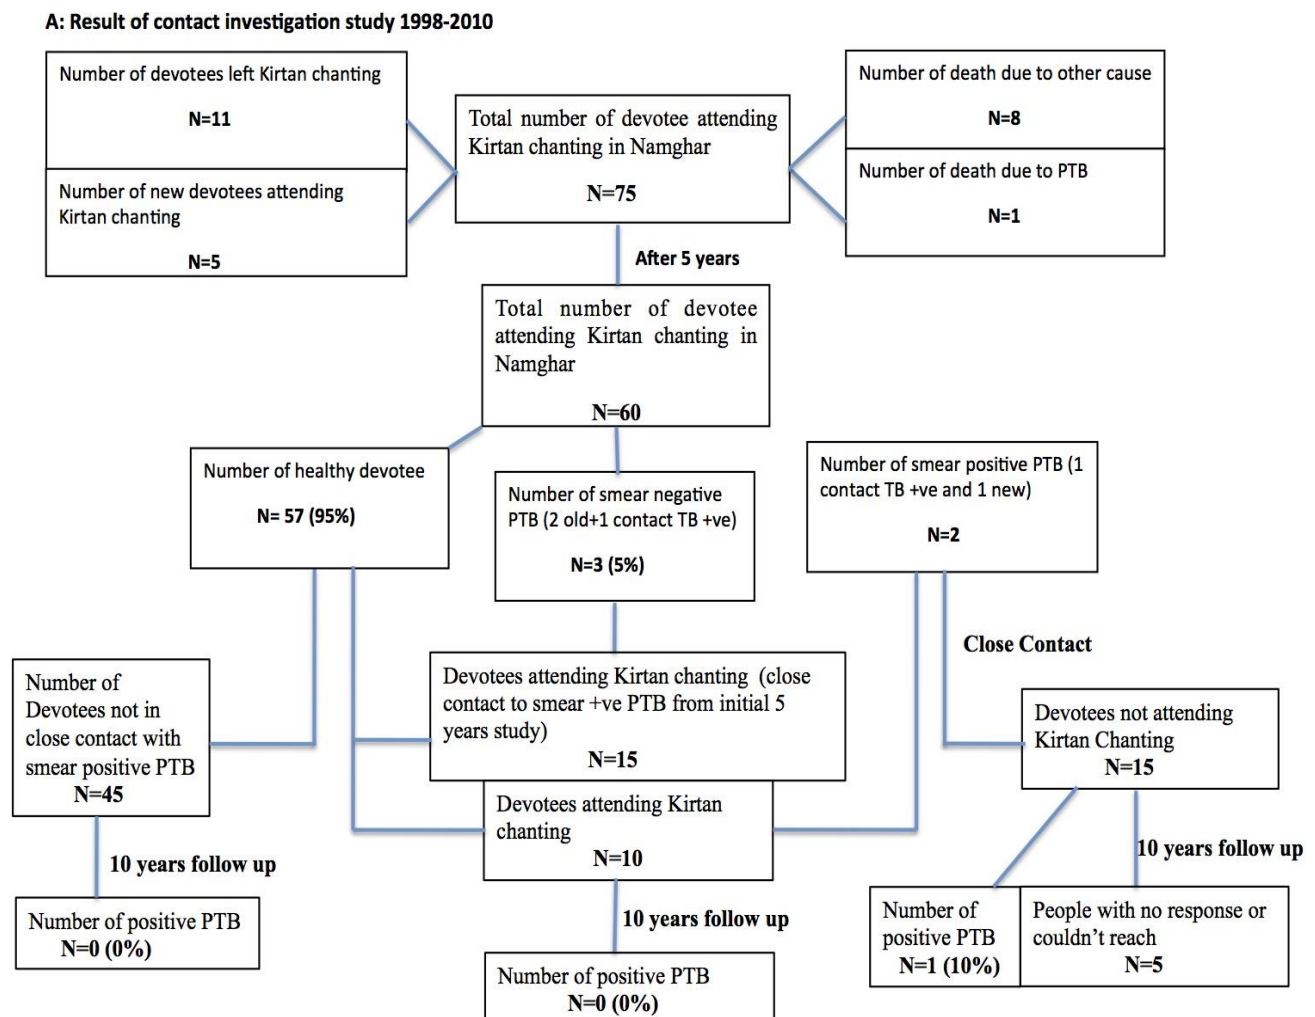 A: Result of contact investigation study 1998-2010
Number of devotees left Kirtan chanting
N=11
Number of new devotees attending
Kirtan chanting
N=5
Total number of devotee attending
Kirtan chanting in Namghar
N=75
Number of death due to other cause
N=8
Number of death due to PTB
N=1
After 5 years
Total number of devotee
attending Kirtan chanting in
Namghar
N=60
Number of healthy devotee
N= 57 (95%)
Number of smear negative
PTB (2 old+1 contact TB +ve)
N=3 (5%)
Number of smear positive PTB (1
contact TB +ve and 1 new)
N=2
Close Contact
Number of
Devotees not in
close contact with
smear positive PTB
N=45
Devotees attending Kirtan chanting (close
contact to smear +ve PTB from initial 5
years study)
N=15
Devotees attending Kirtan
chanting
N=10
Devotees not attending
Kirtan Chanting
N=15
10 years follow up
10 years follow up
10 years follow up
Number of positive PTB
N=0 (0%)
Number of positive PTB
N=0 (0%)
Number of
positive PTB
N=1 (10%)
People with no response or
couldn't reach
N=5